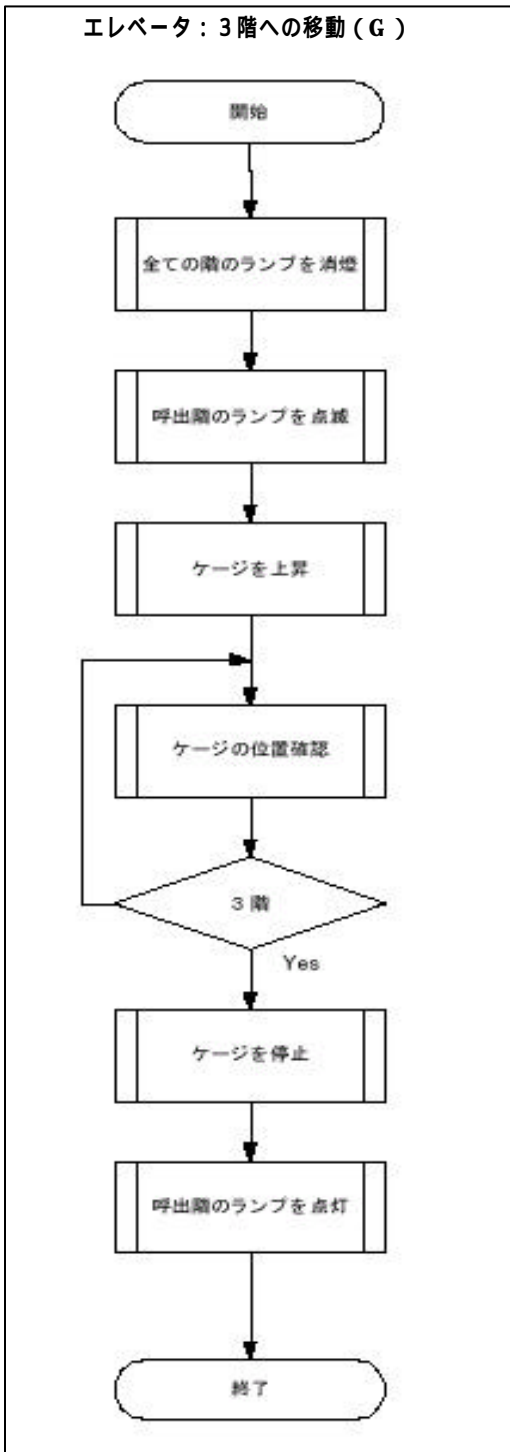 エレベータ：３階への移動（G）
開始
全ての階のランプを消燈
呼出階のランプを点滅
ケージを上昇
ケージの位置確認
３階
Yes
ケージを停止
呼出階のランプを点灯
終了